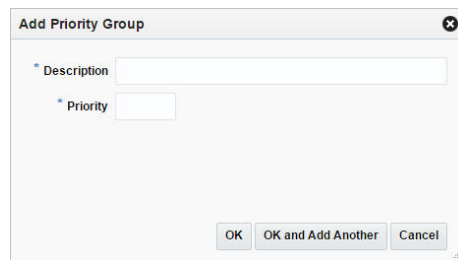 Add Priority Group
* Description
* Priority
OK OK and Add Another Cancel